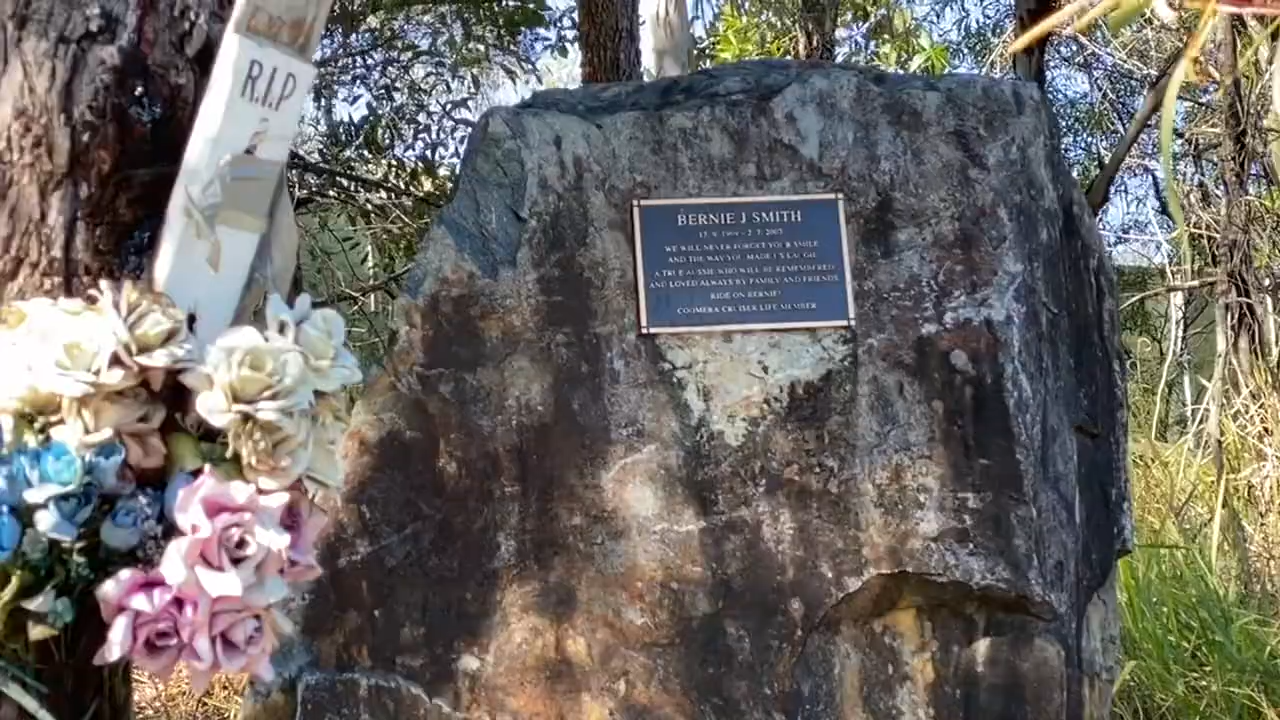 R.I.P
BERNIE J SMITH
WE WILL NEVER FORGET YOUR SMILE
AND THE WAY YOU MADE US LAUGH
A TRUE AUSSIE WHO WILL BE REMEMBERED
AND LOVED ALWAYS BY FAMILY AND FRIENDS
RIDE ON BERNIE!
COOMERA CRUISER LIFE MEMBER